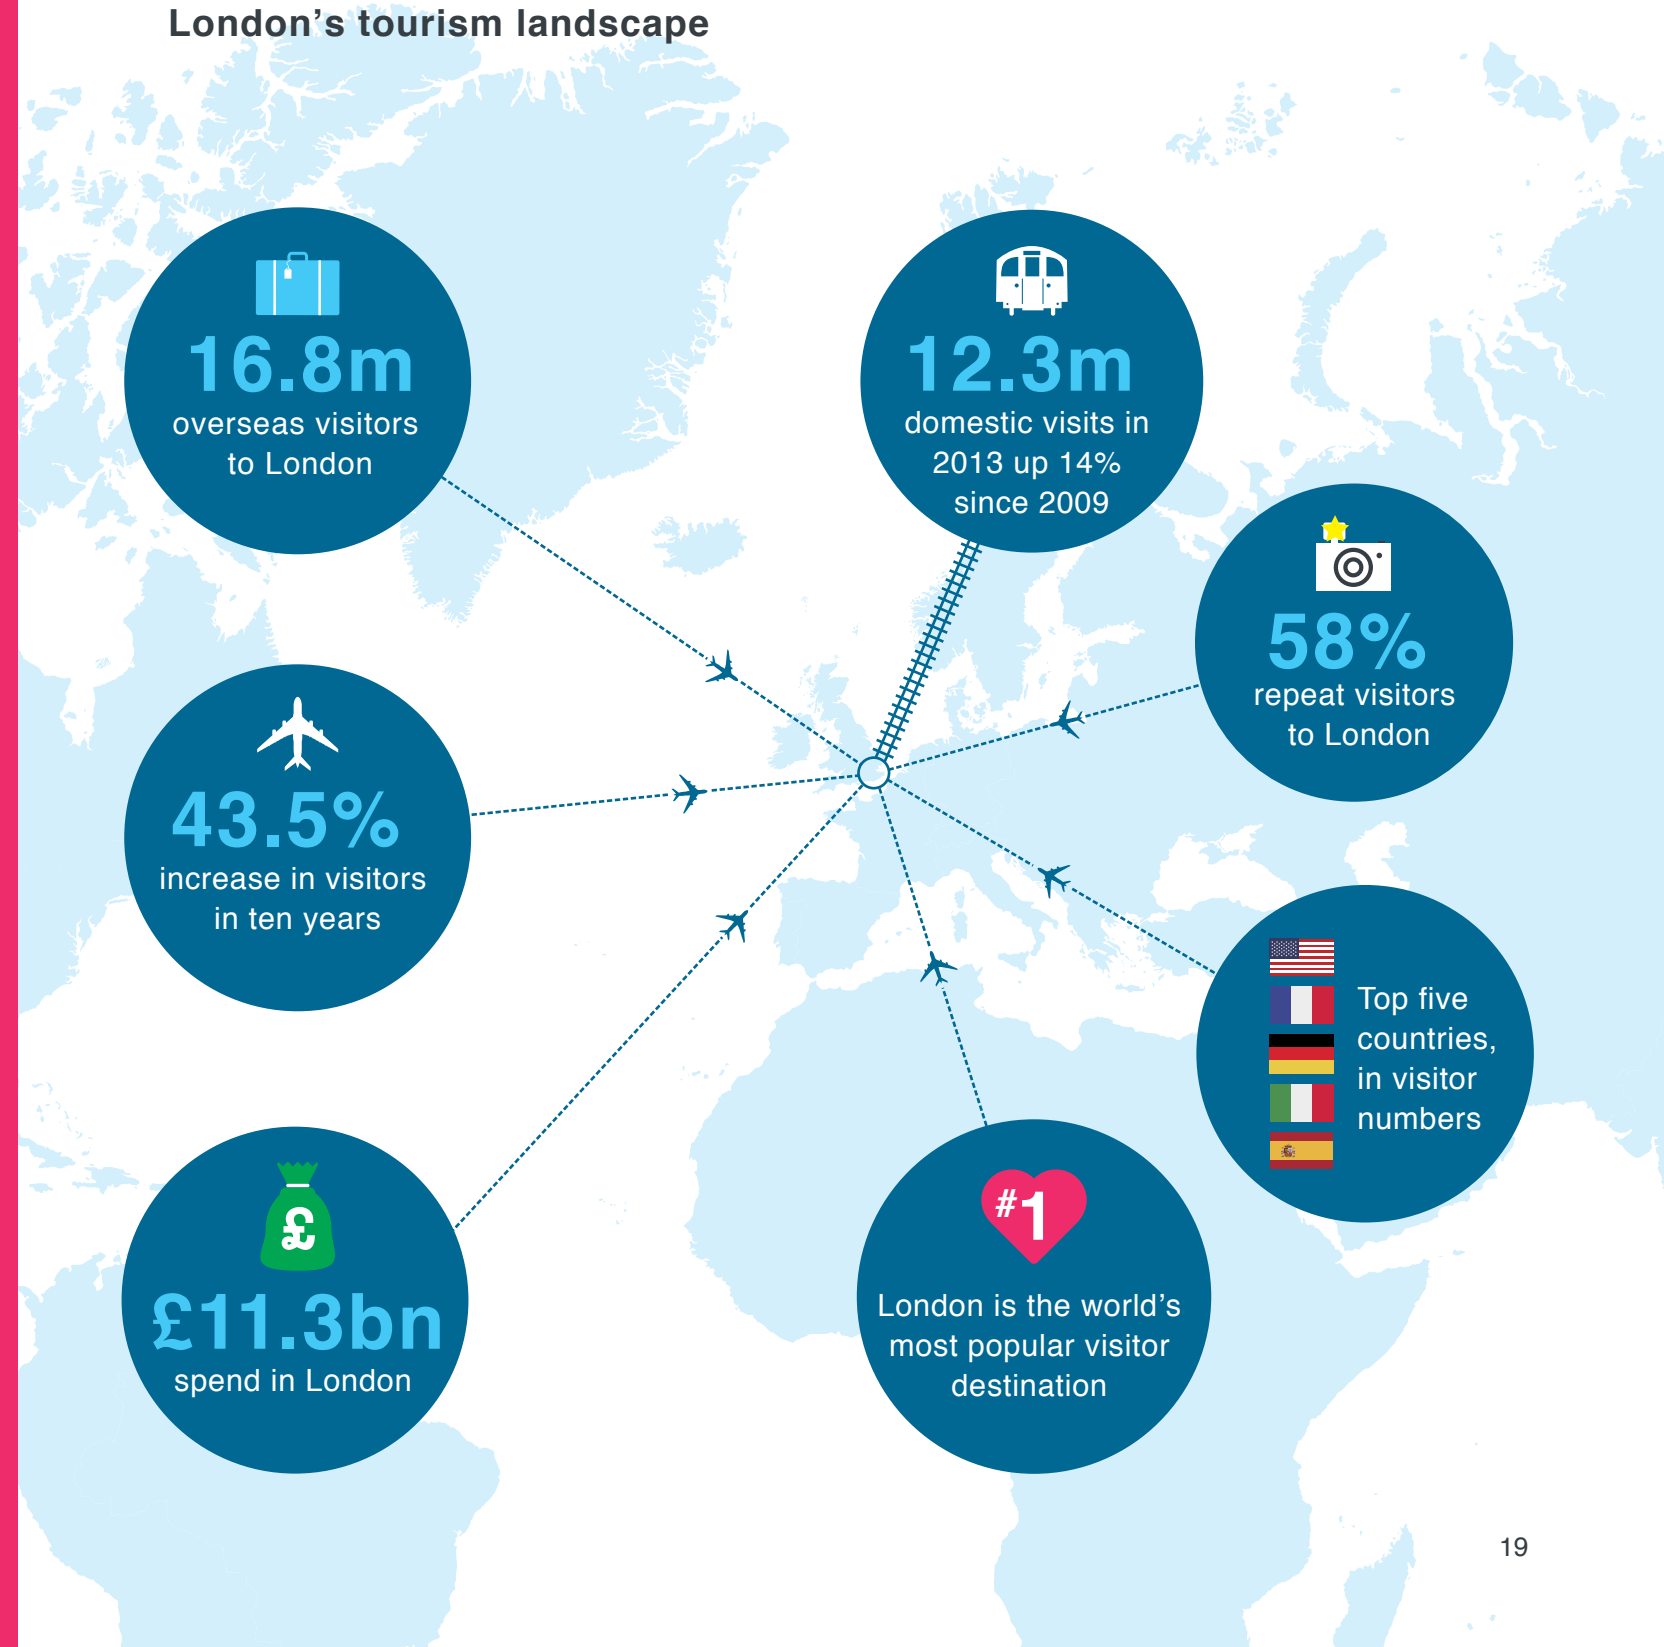 London's tourism landscape
16.8m
overseas visitors
to London
12.3m
domestic visits in
2013 up 14%
since 2009
58%
repeat visitors
to London
43.5%
increase in visitors
in ten years
Top five
countries,
in visitor
numbers
£
£11.3bn
spend in London
#1
London is the world's
most popular visitor
destination
19